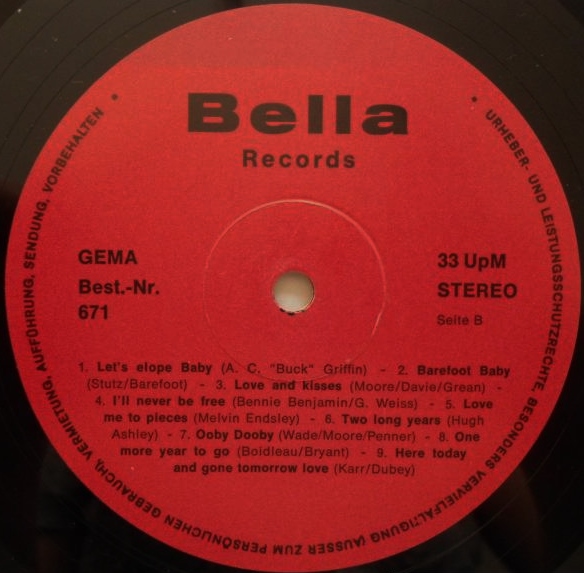 Bella
Records
GEMA
Best.-Nr.
671
33 UpM
STEREO
Seite B
1. Let's elope Baby (A. C. "Buck" Griffin) - 2. Barefoot Baby
(Stutz/Barefoot) - 3. Love and kisses (Moore/Davie/Grean) -
4. I'll never be free (Bennie Benjamin/G. Weiss) - 5. Love
me to pieces (Melvin Endsley) - 6. Two long years (Hugh
Ashley) - 7. Ooby Dooby (Wade/Moore/Penner) - 8. One
more year to go (Boidleau/Bryant) - 9. Here today
and gone tomorrow love (Karr/Dubey)
• URHEBER- UND LEISTUNGSSCHUTZRECHTE, BESONDERS VERVIELFÄLTIGUNG (AUSSER ZUM PERSÖNLICHEN GEBRAUCH), VERMIETUNG, AUFFÜHRUNG, SENDUNG, VORBEHALTEN •